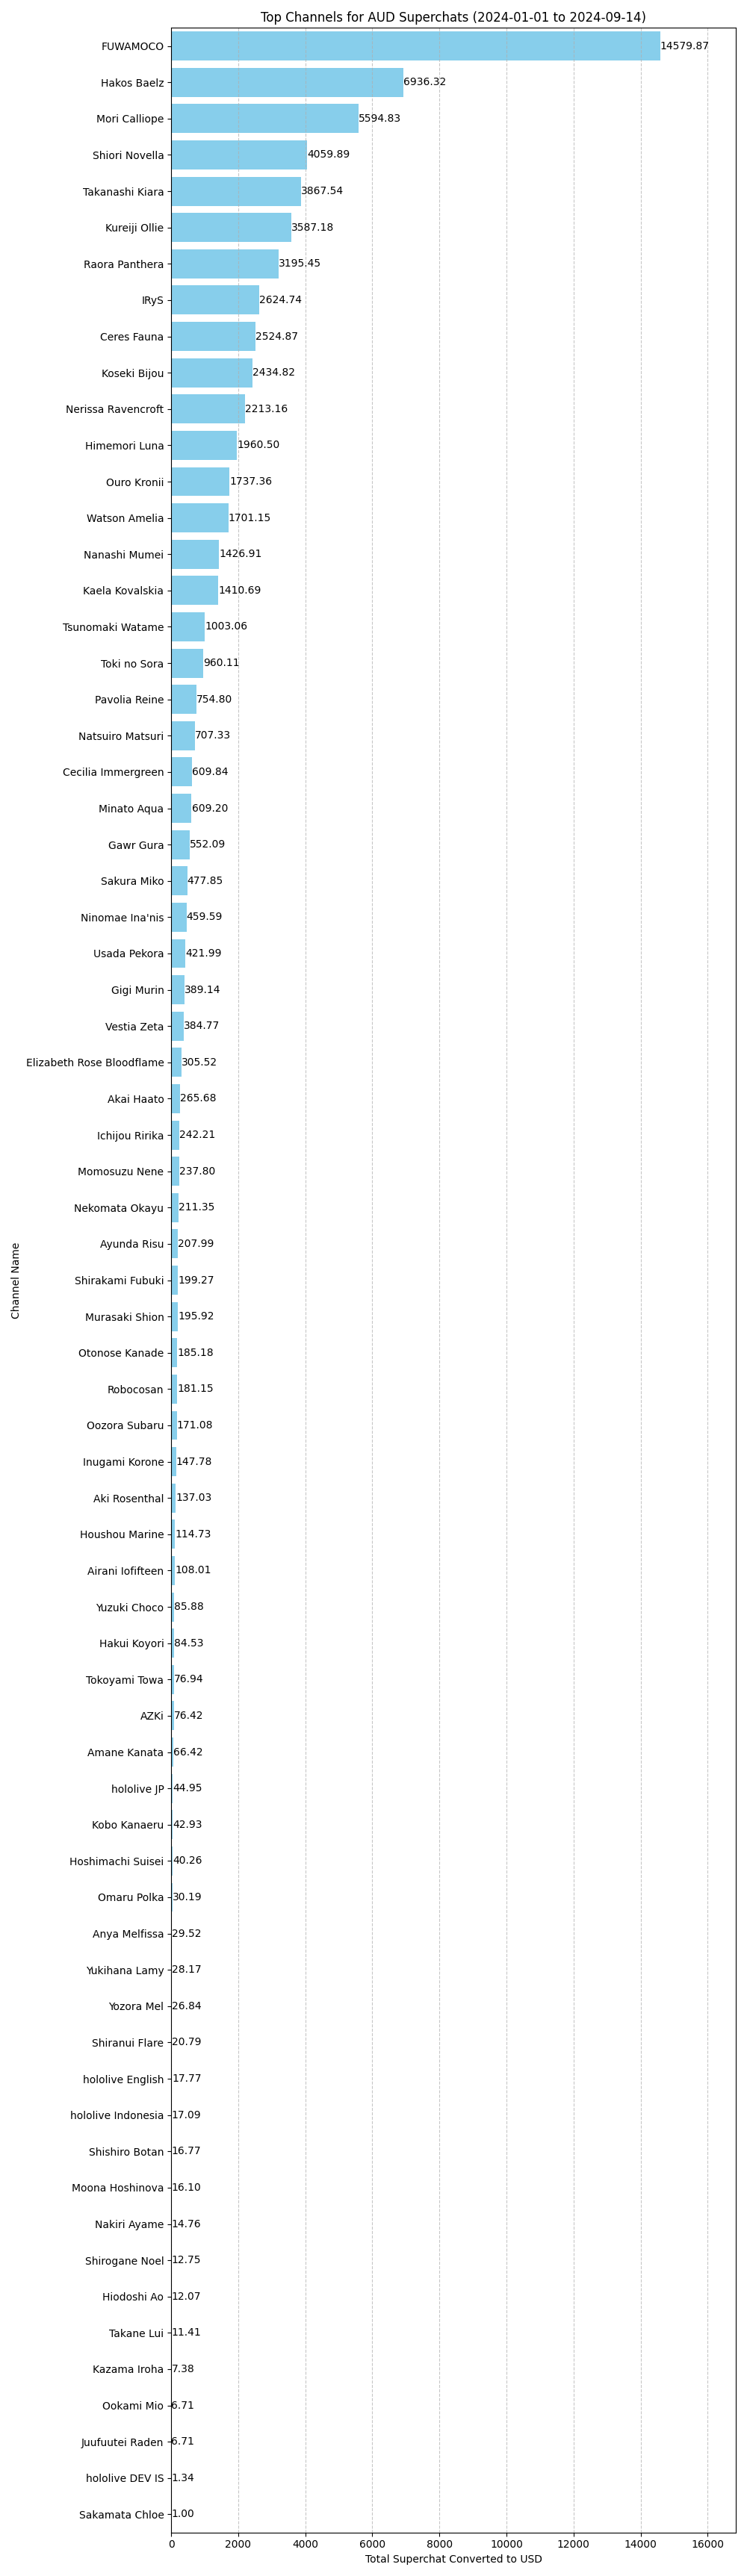 Top Channels for AUD Superchats (2024-01-01 to 2024-09-14)
FUWAMOCO 14579.87
Hakos Baelz 6936.32
Mori Calliope 5594.83
Shiori Novella 4059.89
Takanashi Kiara 3867.54
Kureiji Ollie 3587.18
Raora Panthera 3195.45
IRyS 2624.74
Ceres Fauna 2524.87
Koseki Bijou 2434.82
Nerissa Ravencroft 2213.16
Himemori Luna 1960.50
Ouro Kronii 1737.36
Watson Amelia 1701.15
Nanashi Mumei 1426.91
Kaela Kovalskia 1410.69
Tsunomaki Watame 1003.06
Toki no Sora 960.11
Pavolia Reine 754.80
Natsuiro Matsuri 707.33
Cecilia Immergreen 609.84
Minato Aqua 609.20
Gawr Gura 552.09
Sakura Miko 477.85
Ninomae Ina'nis 459.59
Usada Pekora 421.99
Gigi Murin 389.14
Vestia Zeta 384.77
Elizabeth Rose Bloodflame 305.52
Akai Haato 265.68
Ichijou Ririka 242.21
Momosuzu Nene 237.80
Nekomata Okayu 211.35
Ayunda Risu 207.99
Shirakami Fubuki 199.27
Murasaki Shion 195.92
Otonose Kanade 185.18
Robocosan 181.15
Oozora Subaru 171.08
Inugami Korone 147.78
Aki Rosenthal 137.03
Houshou Marine 114.73
Airani Iofifteen 108.01
Yuzuki Choco 85.88
Hakui Koyori 84.53
Tokoyami Towa 76.94
AZKi 76.42
Amane Kanata 66.42
hololive JP 44.95
Kobo Kanaeru 42.93
Hoshimachi Suisei 40.26
Omaru Polka 30.19
Anya Melfissa 29.52
Yukihana Lamy 28.17
Yozora Mel 26.84
Shiranui Flare 20.79
hololive English 17.77
hololive Indonesia 17.09
Shishiro Botan 16.77
Moona Hoshinova 16.10
Nakiri Ayame 14.76
Shirogane Noel 12.75
Hiodoshi Ao 12.07
Takane Lui 11.41
Kazama Iroha 7.38
Ookami Mio 6.71
Juufuutei Raden 6.71
hololive DEV IS 1.34
Sakamata Chloe 1.00
Channel Name
0 2000 4000 6000 8000 10000 12000 14000 16000
Total Superchat Converted to USD